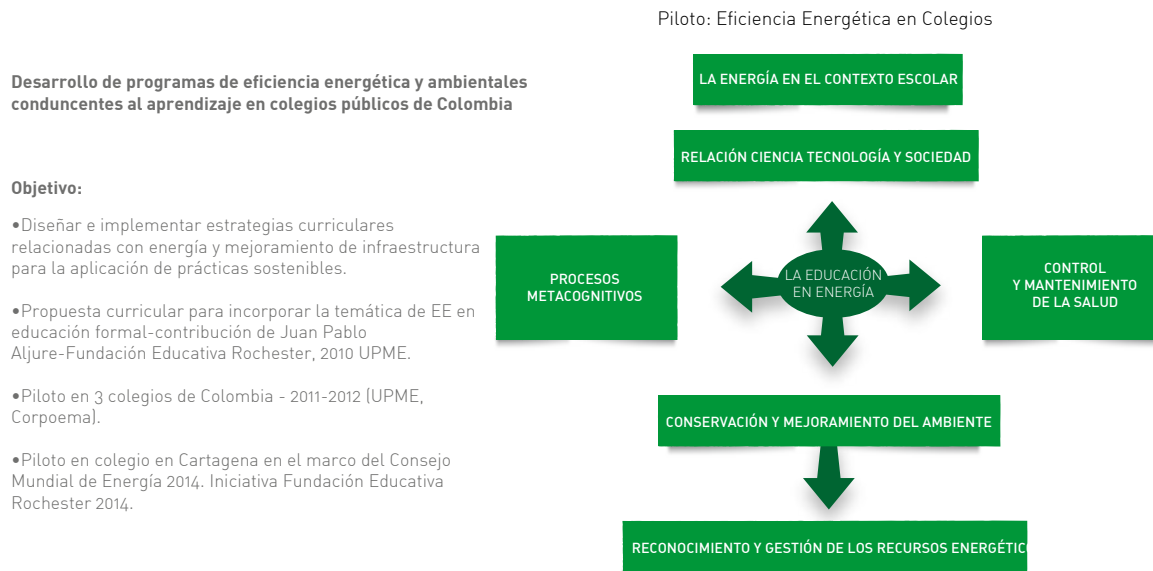 Piloto: Eficiencia Energética en Colegios
Desarrollo de programas de eficiencia energética y ambientales
conduncentes al aprendizaje en colegios públicos de Colombia
Objetivo:
•Diseñar e implementar estrategias curriculares
relacionadas con energía y mejoramiento de infraestructura
para la aplicación de prácticas sostenibles.
•Propuesta curricular para incorporar la temática de EE en
educación formal-contribución de Juan Pablo
Aljure-Fundación Educativa Rochester, 2010 UPME.
•Piloto en 3 colegios de Colombia - 2011-2012 (UPME,
Corpoema).
•Piloto en colegio en Cartagena en el marco del Consejo
Mundial de Energía 2014. Iniciativa Fundación Educativa
Rochester 2014.
LA ENERGÍA EN EL CONTEXTO ESCOLAR
RELACIÓN CIENCIA TECNOLOGÍA Y SOCIEDAD
PROCESOS
METACOGNITIVOS
LA EDUCACIÓN
EN ENERGÍA
CONTROL
Y MANTENIMIENTO
DE LA SALUD
CONSERVACIÓN Y MEJORAMIENTO DEL AMBIENTE
RECONOCIMIENTO Y GESTIÓN DE LOS RECURSOS ENERGÉTIC